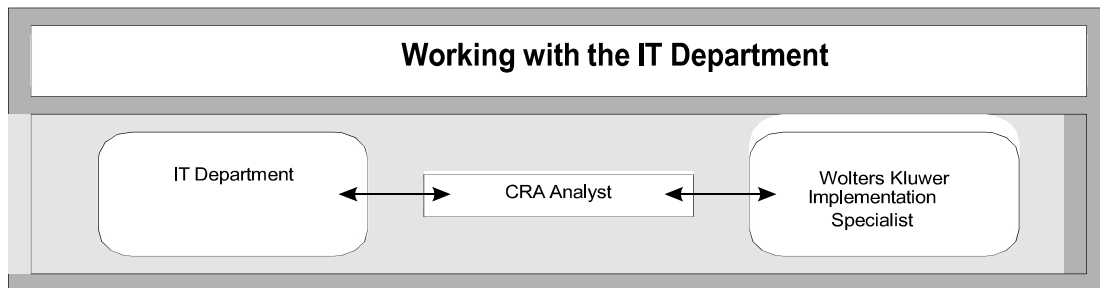 Working with the IT Department
IT Department
CRA Analyst
Wolters Kluwer
Implementation
Specialist